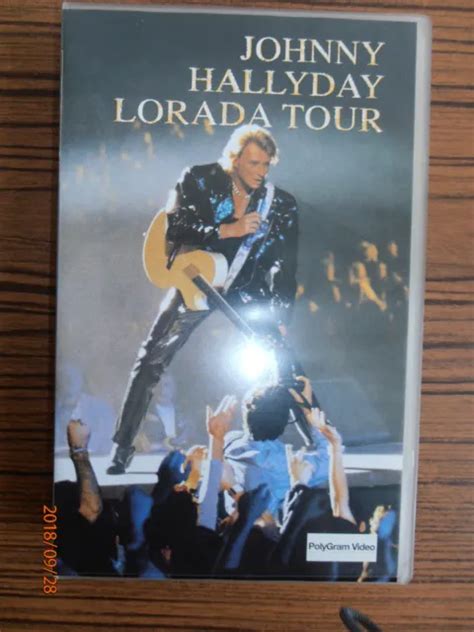 JOHNNY
HALLYDAY
LORADA TOUR
PolyGram Video
2018/09/28